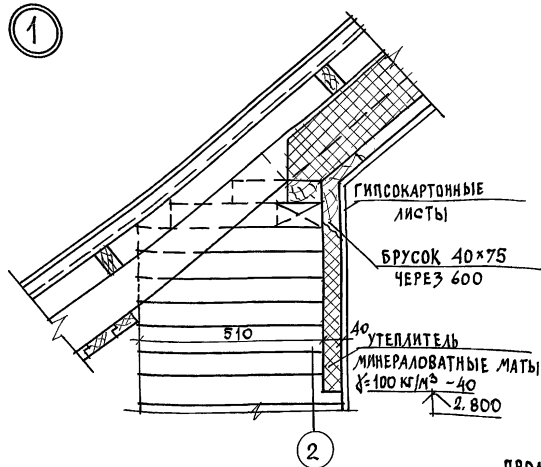 1
ГИПСОКАРТОННЫЕ
ЛИСТЫ
БРУСОК 40×75
ЧЕРЕЗ 600
510
40
УТЕПЛИТЕЛЬ
МИНЕРАЛОВАТНЫЕ МАТЫ
γ=100 КГ/М³ -40
2.800
2